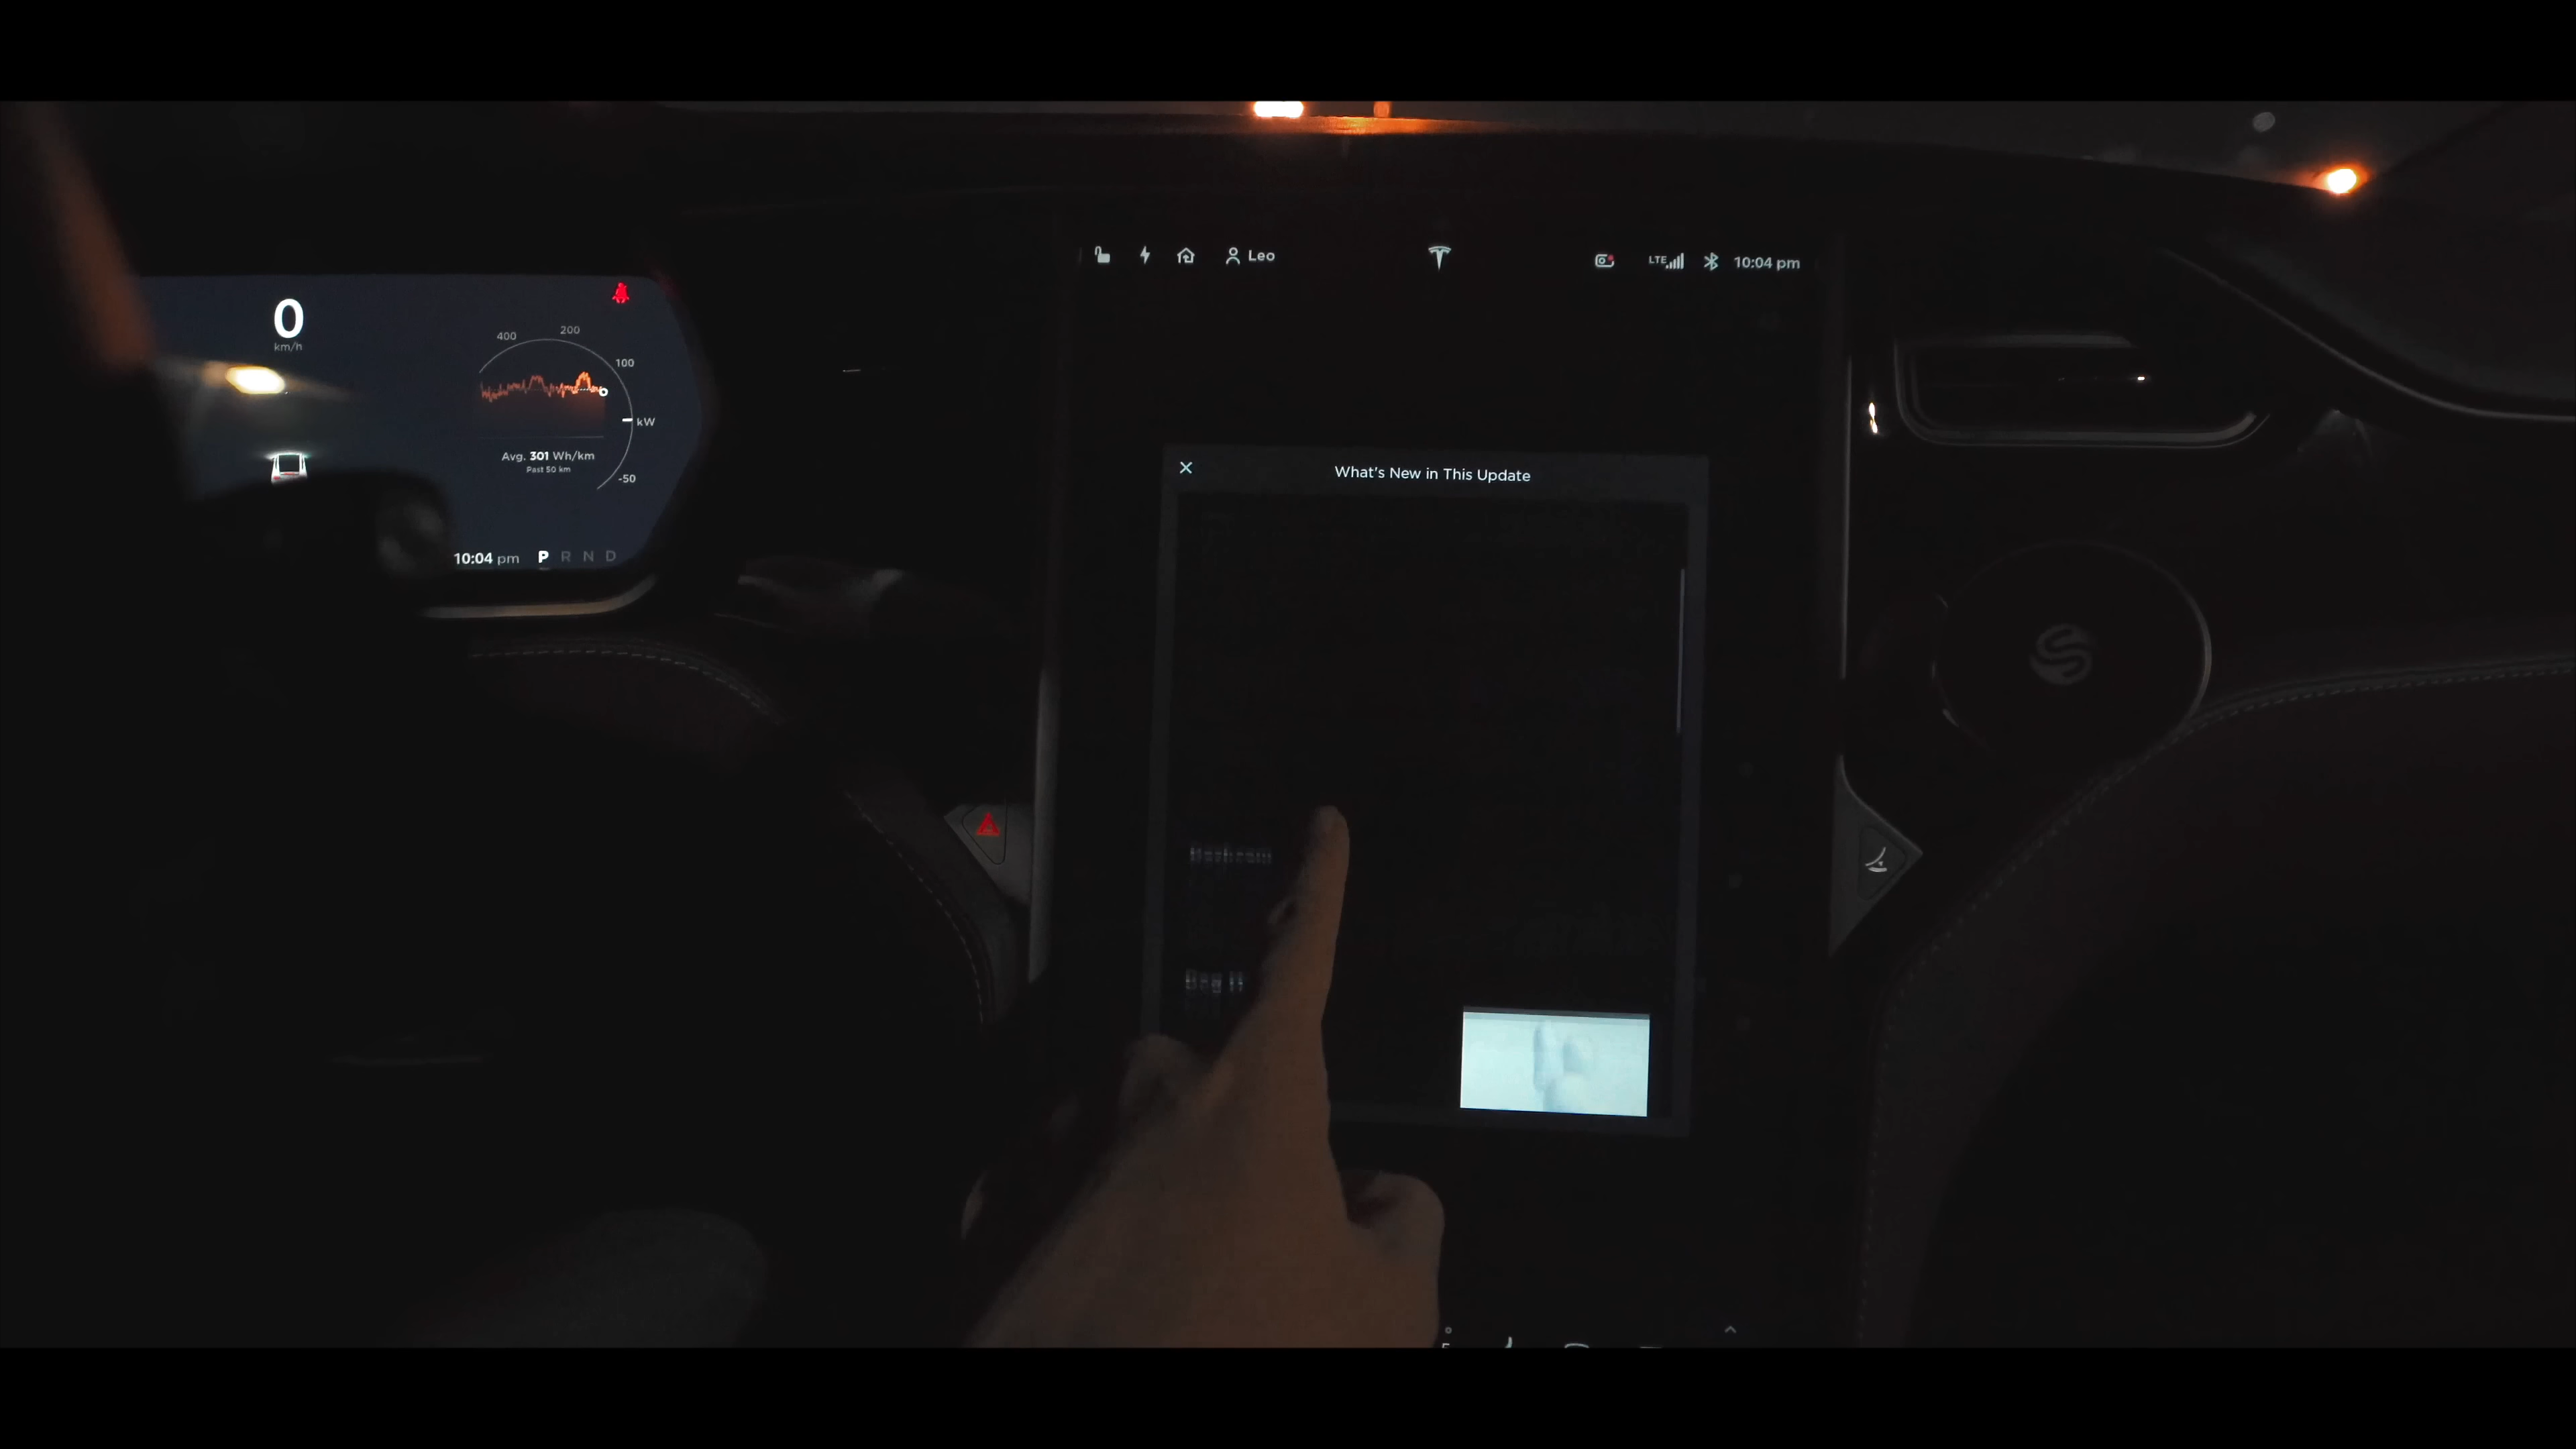 Leo
LTE
10:04 pm
0
km/h
400
200
100
kW
-50
Avg. 301 Wh/km
Past 50 km
10:04 pm P R N D
What's New in This Update